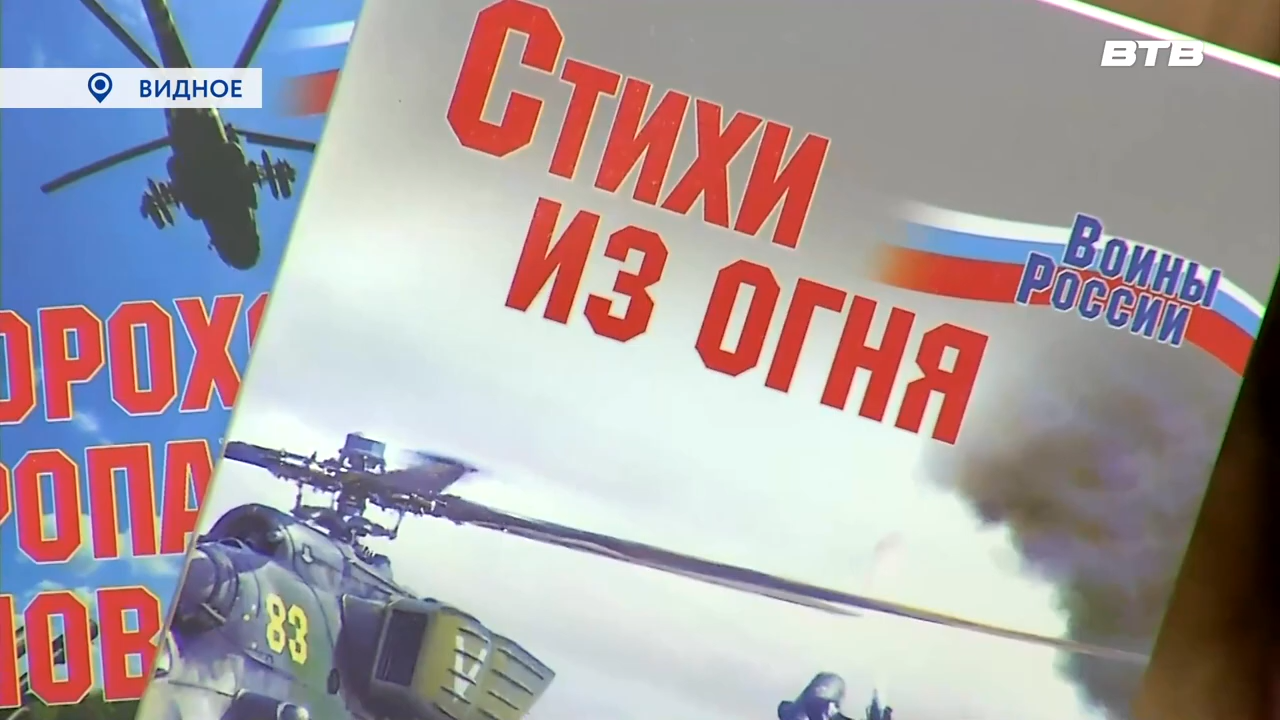 ВТВ
ВИДНОЕ
Стихи
из огня
Воины
России
83
V